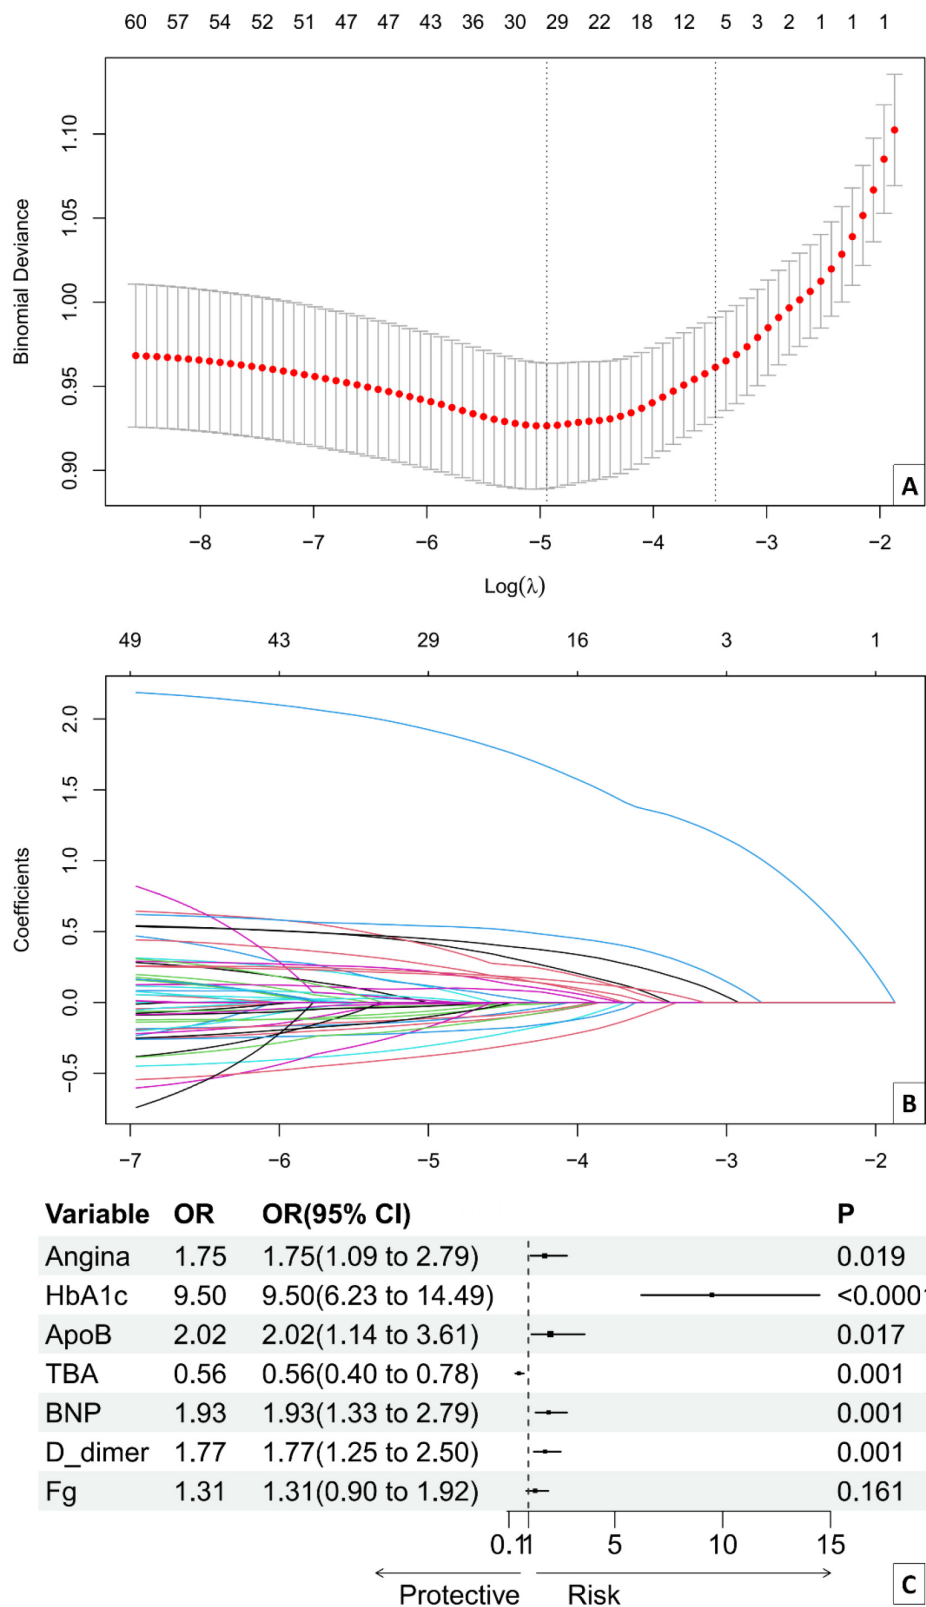 60 57 54 52 51 47 47 43 36 30 29 22 18 12 5 3 2 1 1 1
Binomial Deviance
1.10
1.05
1.00
0.95
0.90
A
−8 −7 −6 −5 −4 −3 −2
Log(λ)
49 43 29 16 3 1
Coefficients
2.0
1.5
1.0
0.5
0.0
−0.5
B
−7 −6 −5 −4 −3 −2
Variable OR OR(95% CI) P
Angina 1.75 1.75(1.09 to 2.79) 0.019
HbA1c 9.50 9.50(6.23 to 14.49) <0.0001
ApoB 2.02 2.02(1.14 to 3.61) 0.017
TBA 0.56 0.56(0.40 to 0.78) 0.001
BNP 1.93 1.93(1.33 to 2.79) 0.001
D_dimer 1.77 1.77(1.25 to 2.50) 0.001
Fg 1.31 1.31(0.90 to 1.92) 0.161
0.1 1 5 10 15
Protective Risk
C